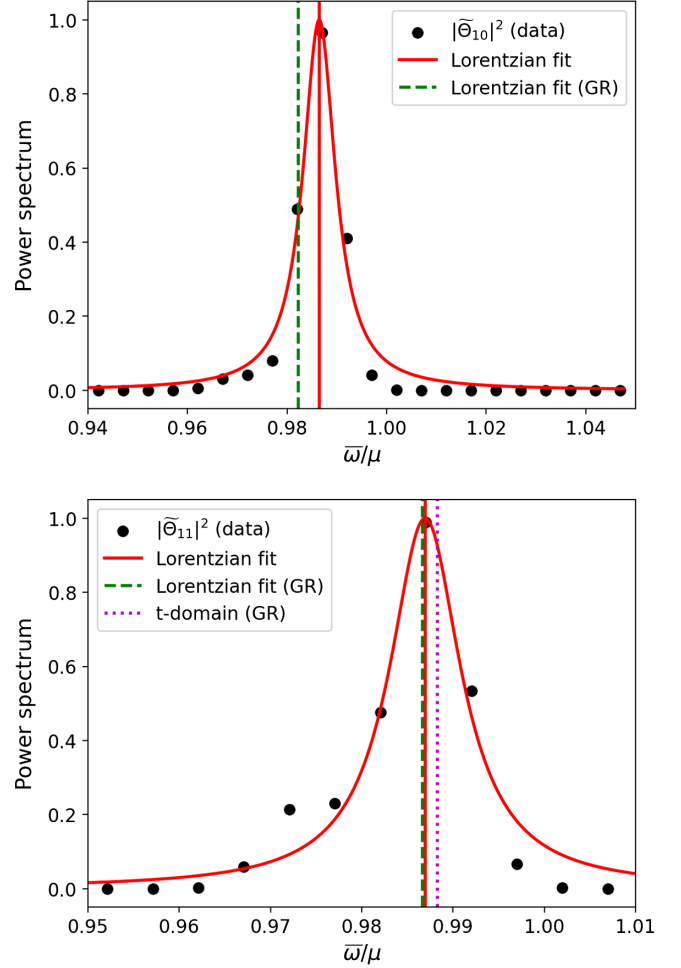 1.0
0.8
0.6
0.4
0.2
0.0
Power spectrum
|Θ̃₁₀|² (data)
Lorentzian fit
Lorentzian fit (GR)
0.94 0.96 0.98 1.00 1.02 1.04
ω̅/μ
1.0
0.8
0.6
0.4
0.2
0.0
Power spectrum
|Θ̃₁₁|² (data)
Lorentzian fit
Lorentzian fit (GR)
t-domain (GR)
0.95 0.96 0.97 0.98 0.99 1.00 1.01
ω̅/μ